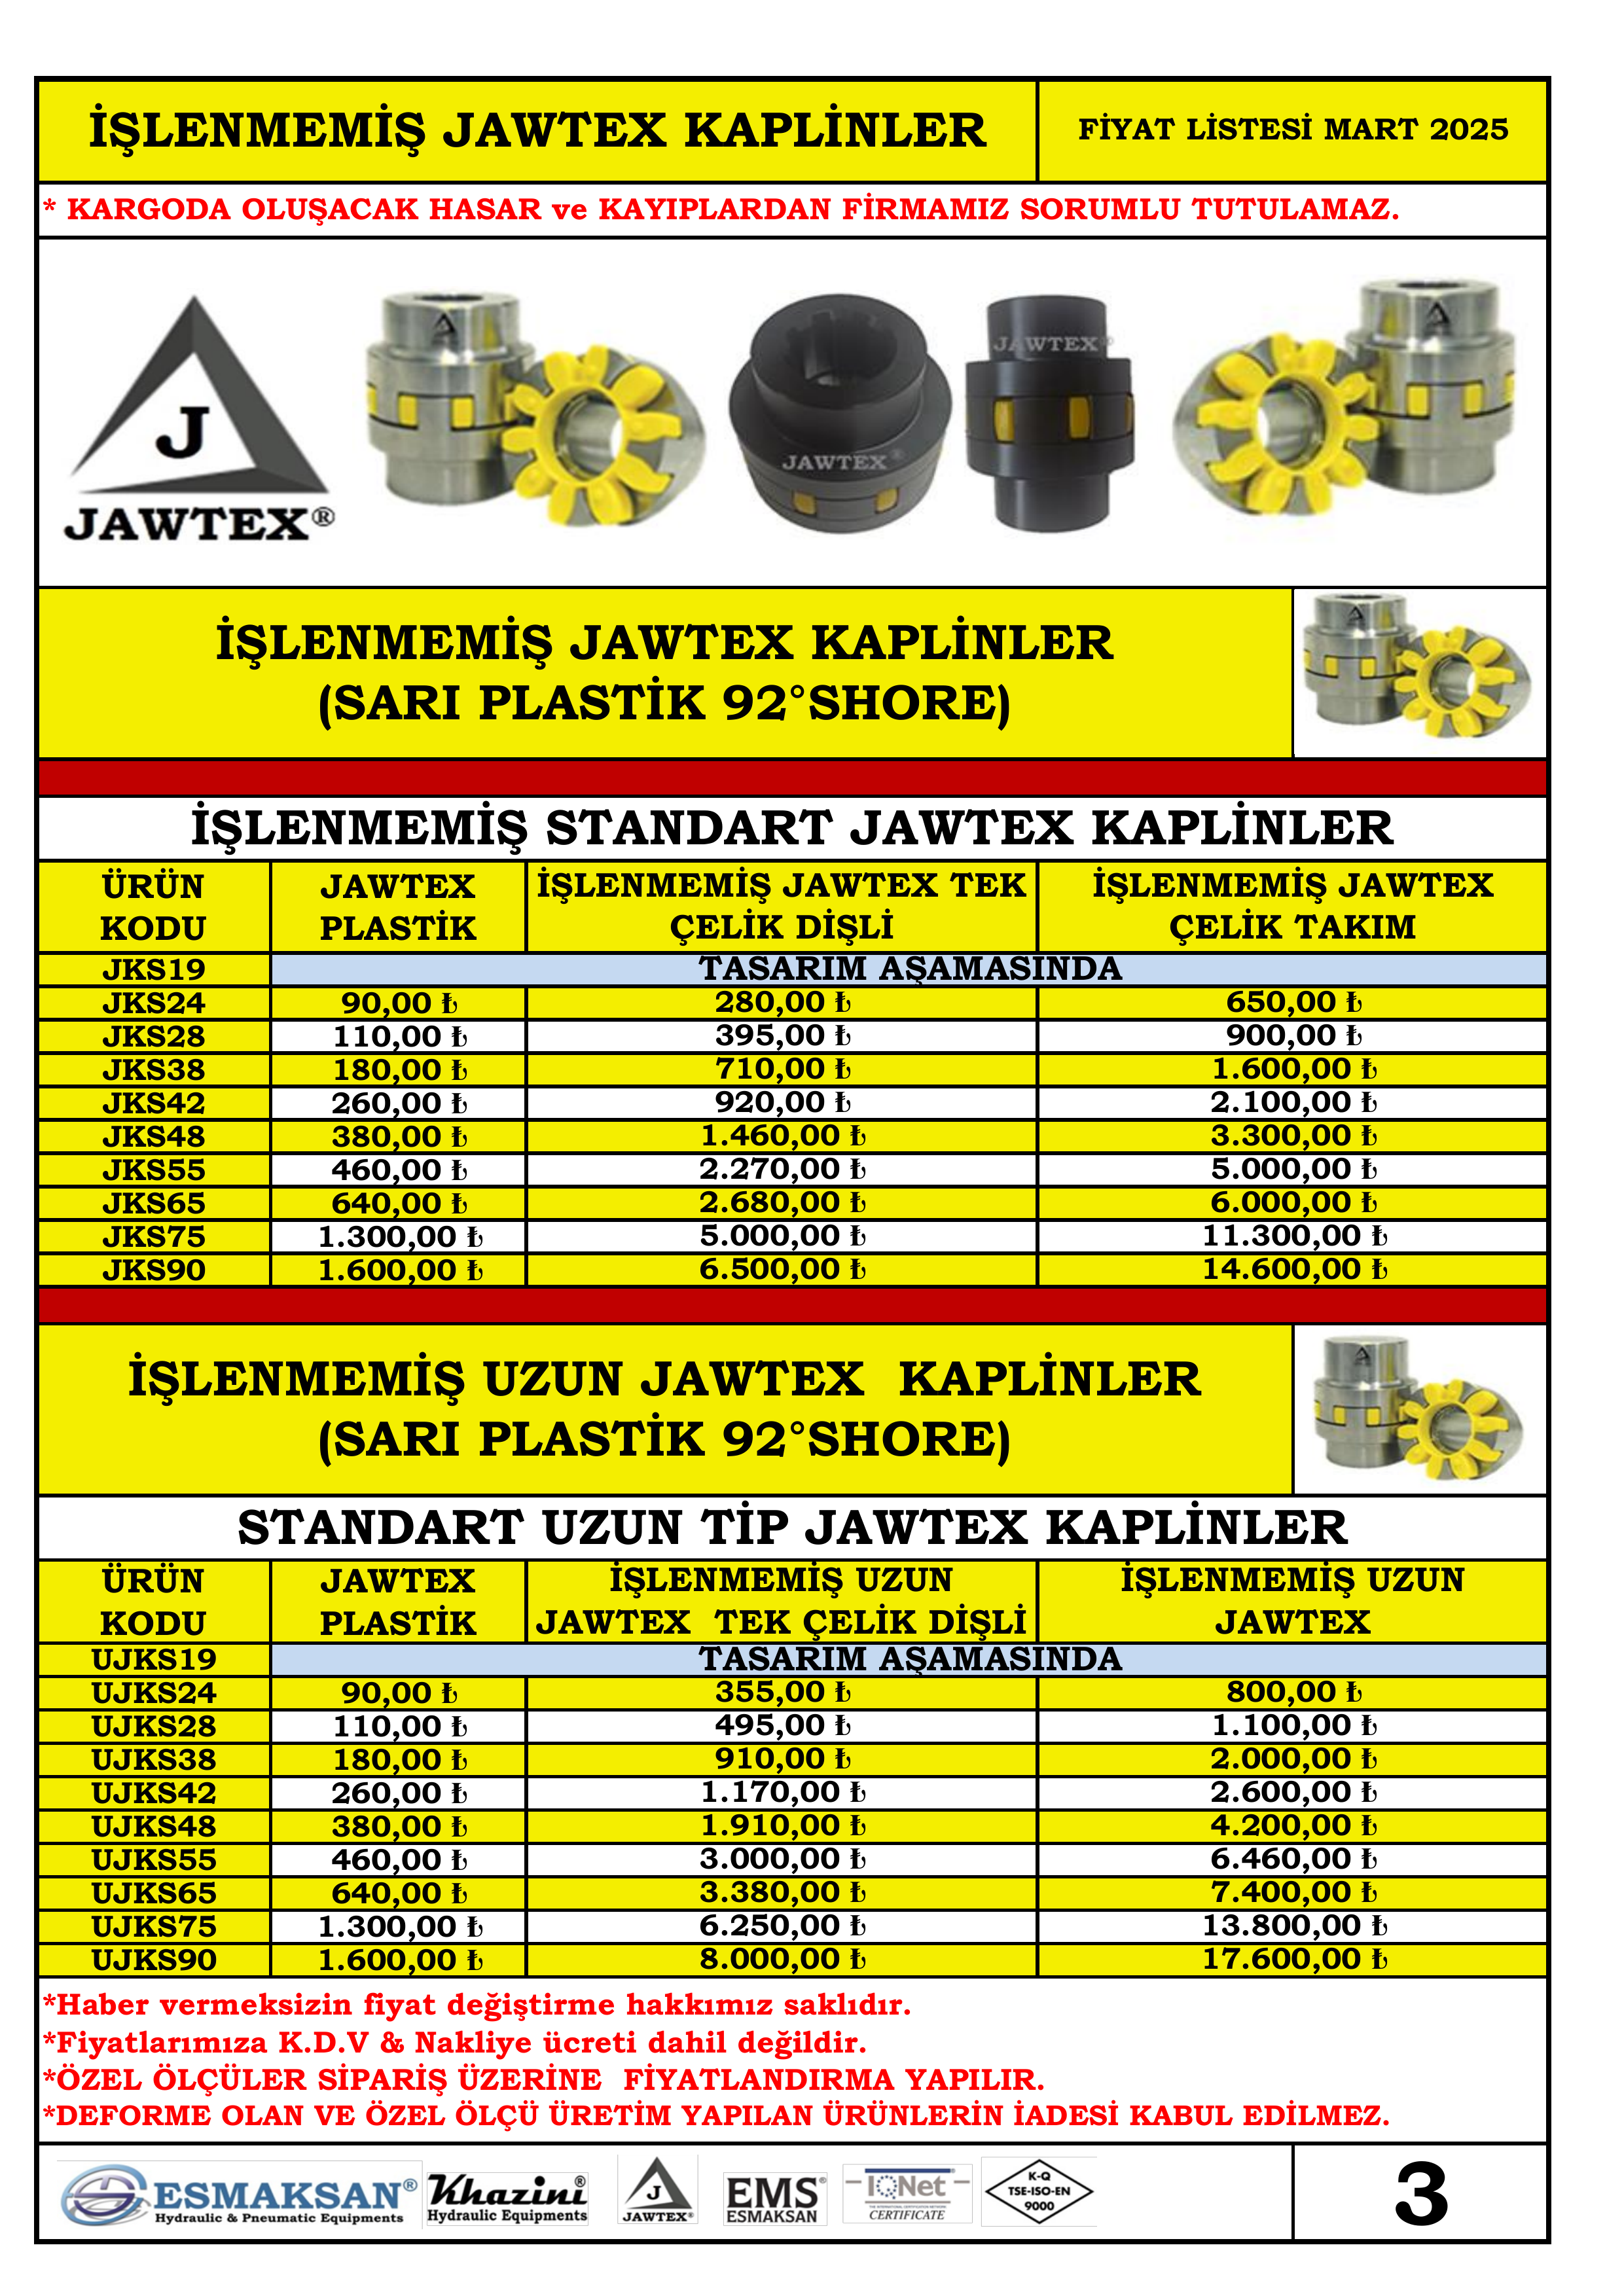 İŞLENMEMİŞ JAWTEX KAPLİNLER
FİYAT LİSTESİ MART 2025
* KARGODA OLUŞACAK HASAR ve KAYIPLARDAN FİRMAMIZ SORUMLU TUTULAMAZ.
J
JAWTEX®
JAWTEX®
JAWTEX®
İŞLENMEMİŞ JAWTEX KAPLİNLER
(SARI PLASTİK 92°SHORE)
İŞLENMEMİŞ STANDART JAWTEX KAPLİNLER
ÜRÜN KODU JAWTEX PLASTİK İŞLENMEMİŞ JAWTEX TEK ÇELİK DİŞLİ İŞLENMEMİŞ JAWTEX ÇELİK TAKIM
JKS19 TASARIM AŞAMASINDA
JKS24 90,00 ₺ 280,00 ₺ 650,00 ₺
JKS28 110,00 ₺ 395,00 ₺ 900,00 ₺
JKS38 180,00 ₺ 710,00 ₺ 1.600,00 ₺
JKS42 260,00 ₺ 920,00 ₺ 2.100,00 ₺
JKS48 380,00 ₺ 1.460,00 ₺ 3.300,00 ₺
JKS55 460,00 ₺ 2.270,00 ₺ 5.000,00 ₺
JKS65 640,00 ₺ 2.680,00 ₺ 6.000,00 ₺
JKS75 1.300,00 ₺ 5.000,00 ₺ 11.300,00 ₺
JKS90 1.600,00 ₺ 6.500,00 ₺ 14.600,00 ₺
İŞLENMEMİŞ UZUN JAWTEX  KAPLİNLER
(SARI PLASTİK 92°SHORE)
STANDART UZUN TİP JAWTEX KAPLİNLER
ÜRÜN KODU JAWTEX PLASTİK İŞLENMEMİŞ UZUN JAWTEX  TEK ÇELİK DİŞLİ İŞLENMEMİŞ UZUN JAWTEX
UJKS19 TASARIM AŞAMASINDA
UJKS24 90,00 ₺ 355,00 ₺ 800,00 ₺
UJKS28 110,00 ₺ 495,00 ₺ 1.100,00 ₺
UJKS38 180,00 ₺ 910,00 ₺ 2.000,00 ₺
UJKS42 260,00 ₺ 1.170,00 ₺ 2.600,00 ₺
UJKS48 380,00 ₺ 1.910,00 ₺ 4.200,00 ₺
UJKS55 460,00 ₺ 3.000,00 ₺ 6.460,00 ₺
UJKS65 640,00 ₺ 3.380,00 ₺ 7.400,00 ₺
UJKS75 1.300,00 ₺ 6.250,00 ₺ 13.800,00 ₺
UJKS90 1.600,00 ₺ 8.000,00 ₺ 17.600,00 ₺
*Haber vermeksizin fiyat değiştirme hakkımız saklıdır.
*Fiyatlarımıza K.D.V & Nakliye ücreti dahil değildir.
*ÖZEL ÖLÇÜLER SİPARİŞ ÜZERİNE  FİYATLANDIRMA YAPILIR.
*DEFORME OLAN VE ÖZEL ÖLÇÜ ÜRETİM YAPILAN ÜRÜNLERİN İADESİ KABUL EDİLMEZ.
ESMAKSAN®
Hydraulic & Pneumatic Equipments
Khazini®
Hydraulic Equipments
J
JAWTEX®
EMS®
ESMAKSAN
IQNet
CERTIFICATE
K-Q
TSE-ISO-EN
9000
3